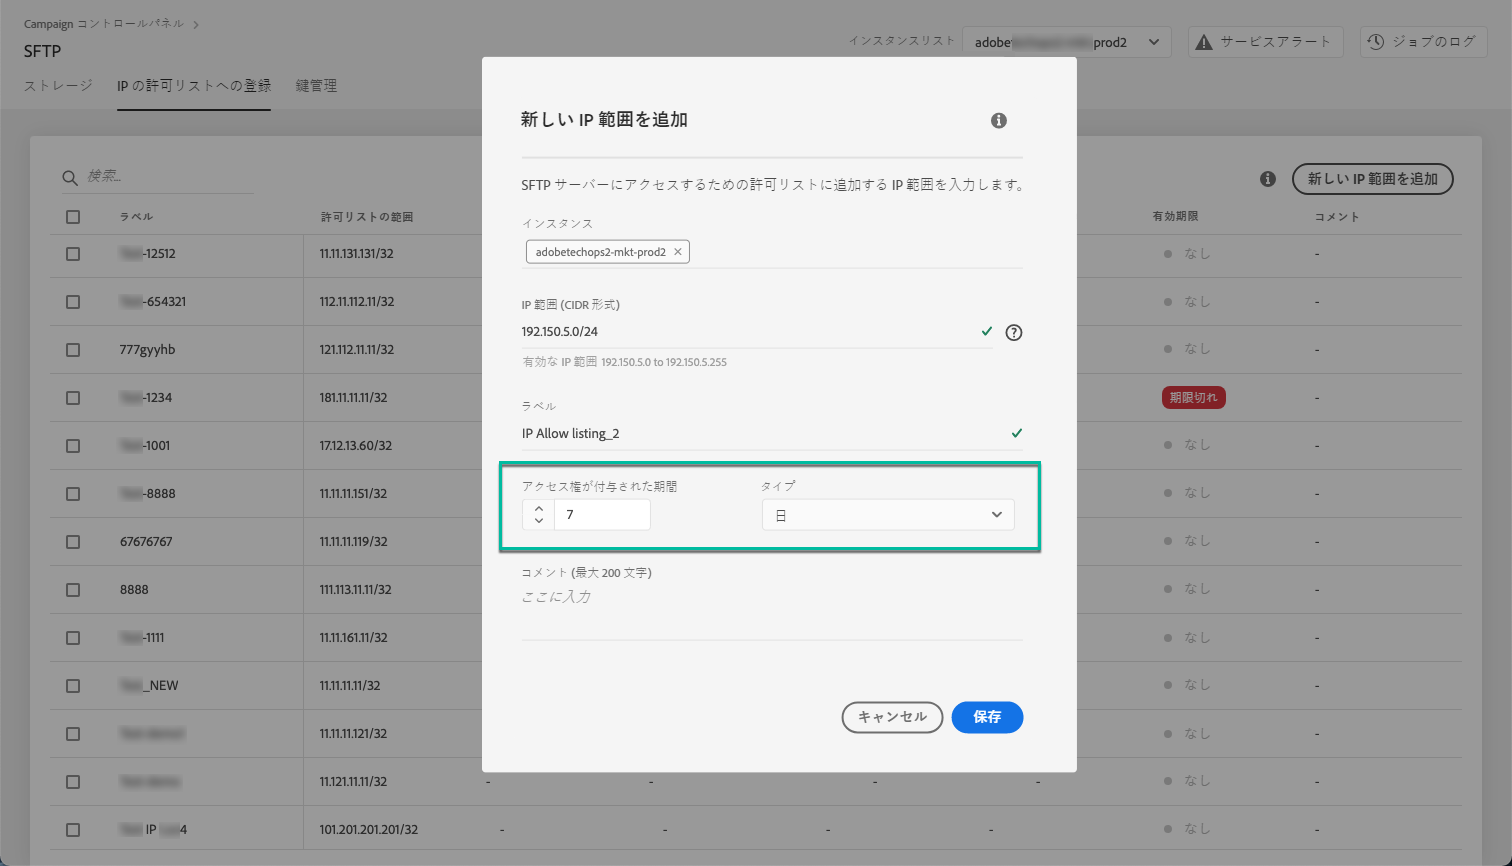 Campaign コントロールパネル
SFTP
インスタンスリスト
adobe prod2
サービスアラート
ジョブのログ
ストレージ
IP の許可リストへの登録
鍵管理
検索...
新しい IP 範囲を追加
ラベル 許可リストの範囲 有効期限 コメント
-12512 11.11.131.131/32 なし -
-654321 112.11.112.11/32 なし -
777gyyhb 121.112.11.11/32 なし -
-1234 181.11.11.11/32 期限切れ -
-1001 17.12.13.60/32 なし -
-8888 11.11.11.151/32 なし -
67676767 11.11.11.119/32 なし -
8888 111.113.11.11/32 なし -
-1111 11.11.161.11/32 なし -
_NEW 11.11.11.11/32 なし -
11.11.11.121/32 なし -
11.121.11.11/32 - - - - なし -
IP 4 101.201.201.201/32 - - - - なし -
新しい IP 範囲を追加
SFTP サーバーにアクセスするための許可リストに追加する IP 範囲を入力します。
インスタンス
adobetechops2-mkt-prod2
IP 範囲 (CIDR 形式)
192.150.5.0/24
有効な IP 範囲 192.150.5.0 to 192.150.5.255
ラベル
IP Allow listing_2
アクセス権が付与された期間 タイプ
7 日
コメント (最大 200 文字)
ここに入力
キャンセル 保存